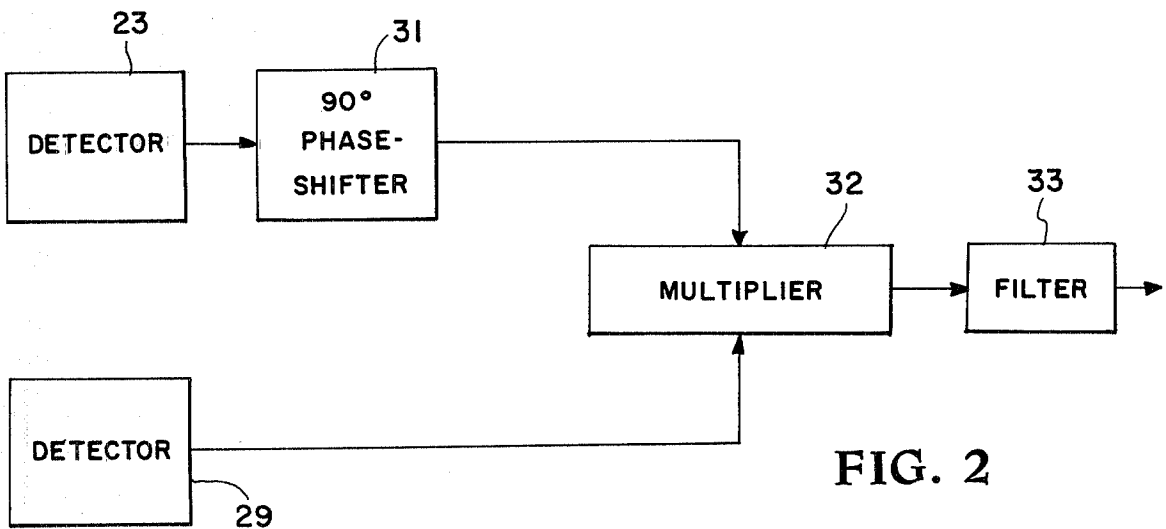 23
31
DETECTOR
90°
PHASE-
SHIFTER
32
33
MULTIPLIER
FILTER
DETECTOR
29
FIG. 2